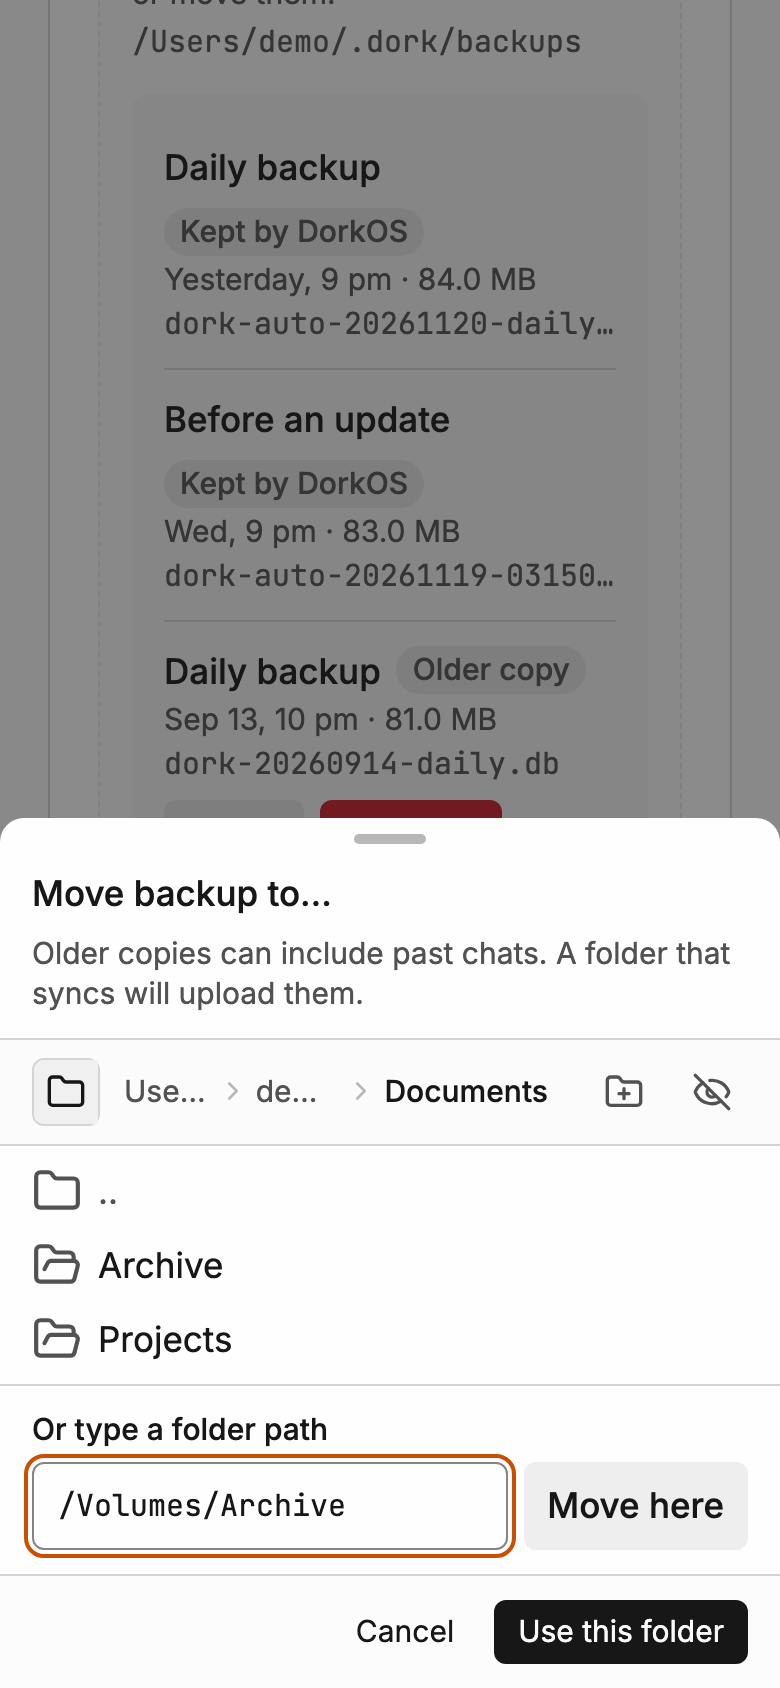 /Users/demo/.dork/backups
Daily backup
Kept by DorkOS
Yesterday, 9 pm · 84.0 MB
dork-auto-20261120-daily…
Before an update
Kept by DorkOS
Wed, 9 pm · 83.0 MB
dork-auto-20261119-03150…
Daily backup Older copy
Sep 13, 10 pm · 81.0 MB
dork-20260914-daily.db
Move backup to…
Older copies can include past chats. A folder that
syncs will upload them.
Use… de… Documents
..
Archive
Projects
Or type a folder path
/Volumes/Archive Move here
Cancel Use this folder